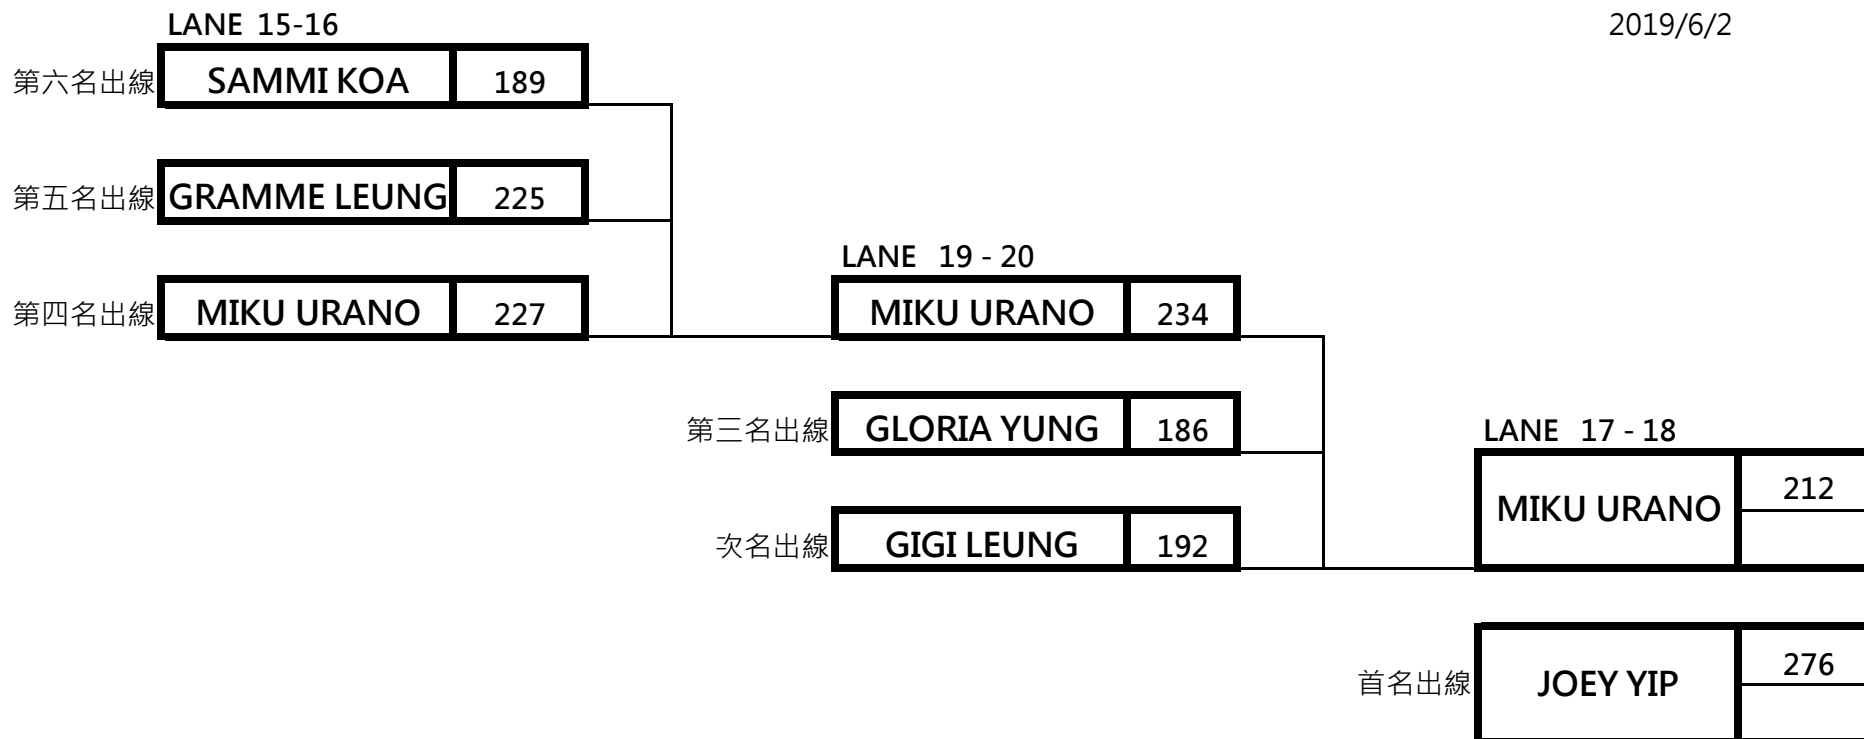 LANE 15-16
2019/6/2
第六名出線 SAMMI KOA 189
第五名出線 GRAMME LEUNG 225
LANE 19 - 20
第四名出線 MIKU URANO 227 MIKU URANO 234
第三名出線 GLORIA YUNG 186
LANE 17 - 18
MIKU URANO 212
次名出線 GIGI LEUNG 192
首名出線 JOEY YIP 276